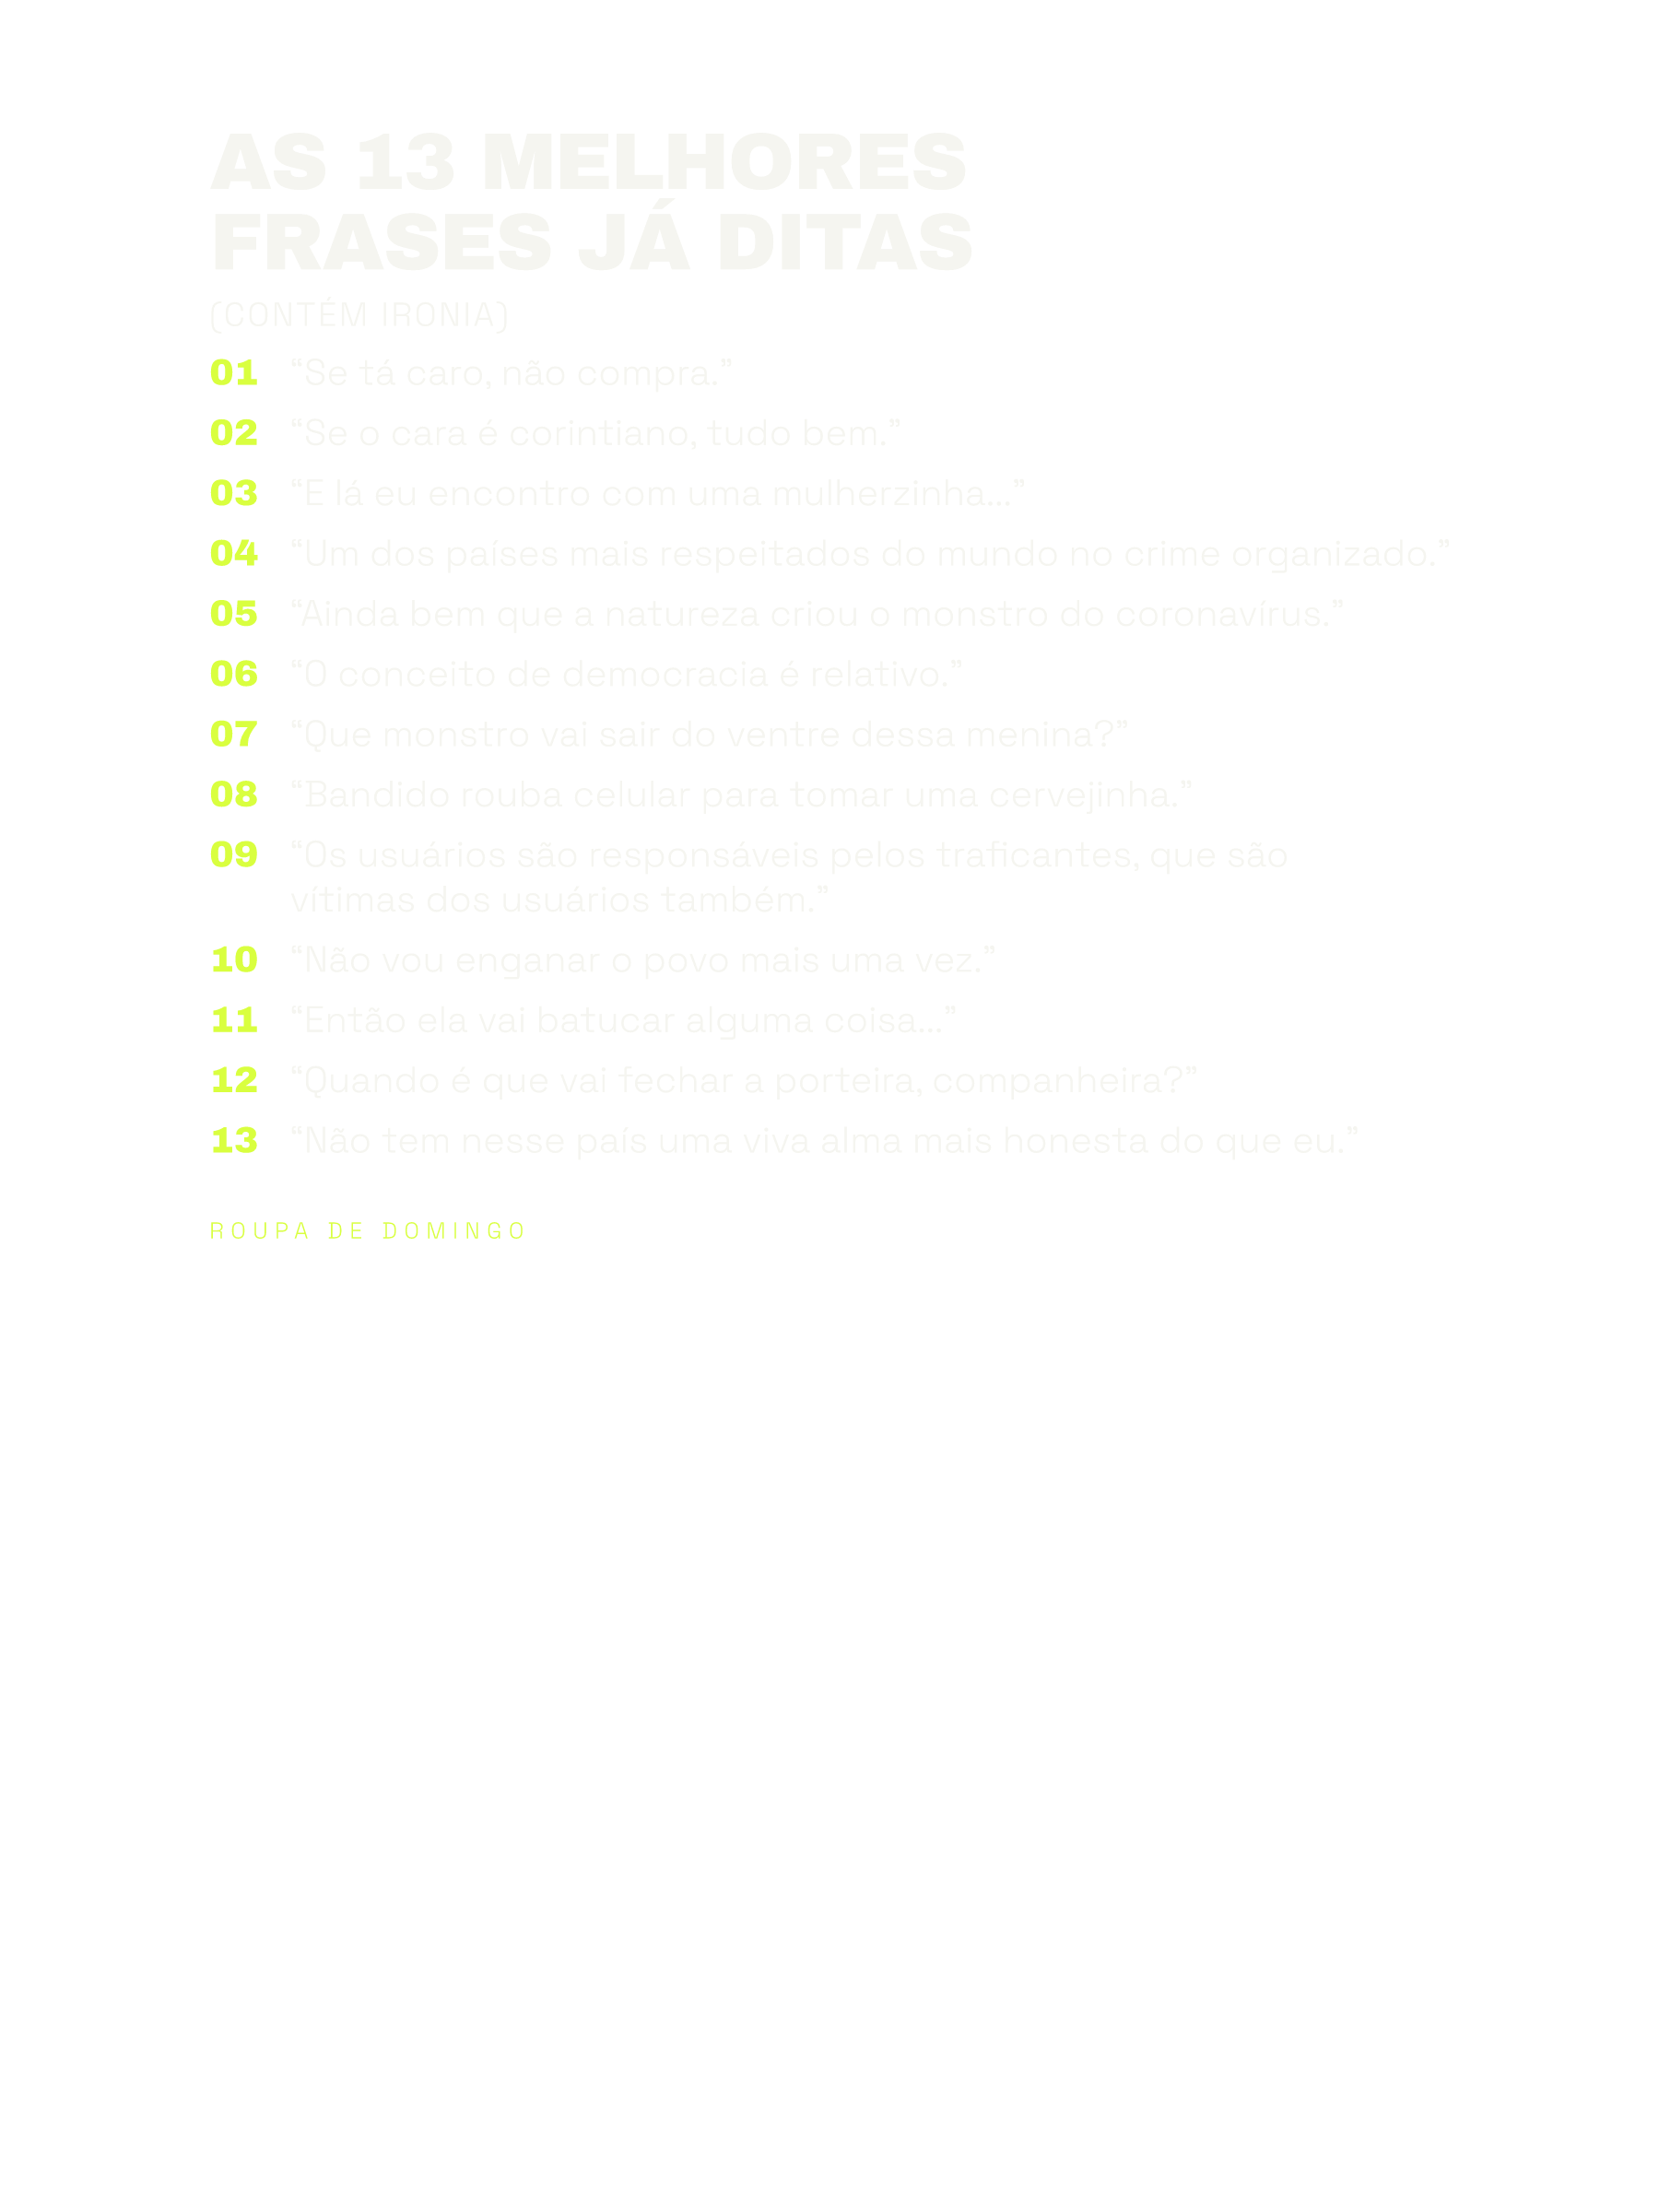 AS 13 MELHORES
FRASES JÁ DITAS
(CONTÉM IRONIA)
01 “Se tá caro, não compra.”
02 “Se o cara é corintiano, tudo bem.”
03 “E lá eu encontro com uma mulherzinha...”
04 “Um dos países mais respeitados do mundo no crime organizado.”
05 “Ainda bem que a natureza criou o monstro do coronavírus.”
06 “O conceito de democracia é relativo.”
07 “Que monstro vai sair do ventre dessa menina?”
08 “Bandido rouba celular para tomar uma cervejinha.”
09 “Os usuários são responsáveis pelos traficantes, que são
vítimas dos usuários também.”
10 “Não vou enganar o povo mais uma vez.”
11 “Então ela vai batucar alguma coisa...”
12 “Quando é que vai fechar a porteira, companheira?”
13 “Não tem nesse país uma viva alma mais honesta do que eu.”
ROUPA DE DOMINGO